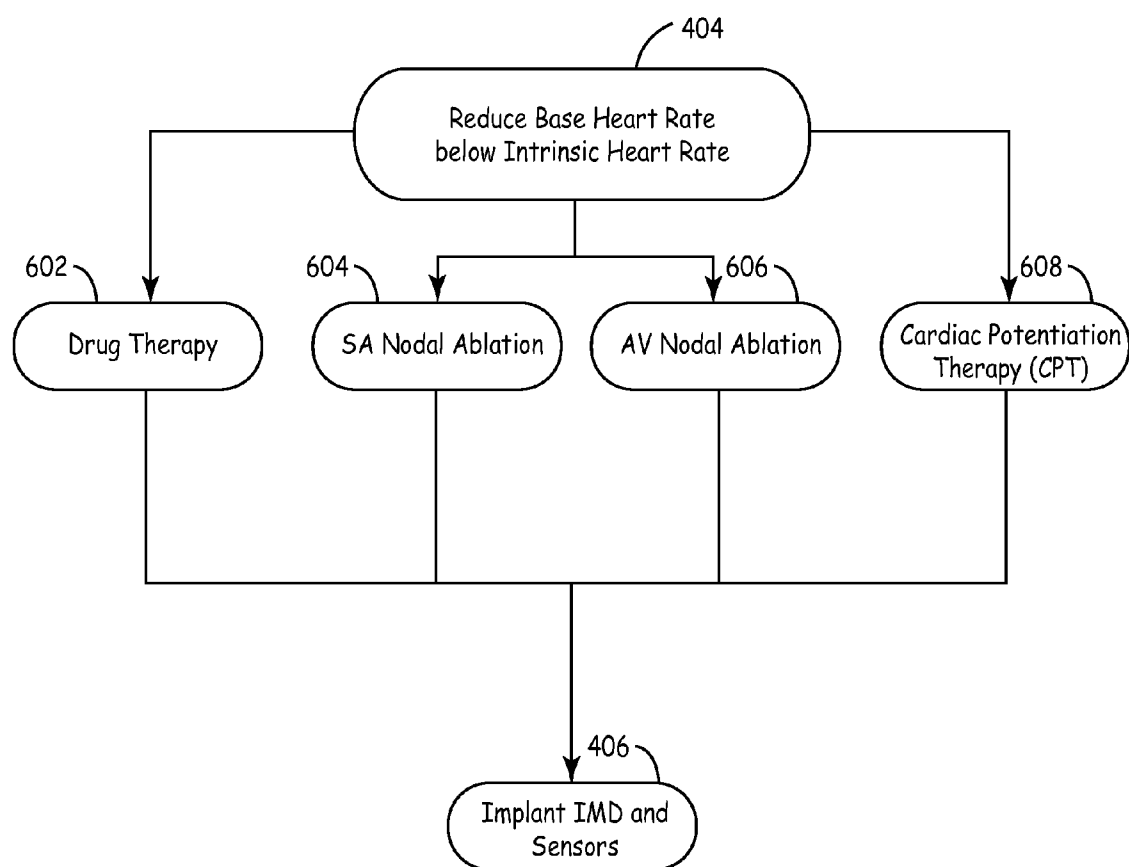 404
Reduce Base Heart Rate
below Intrinsic Heart Rate
602
604
606
608
Drug Therapy
SA Nodal Ablation
AV Nodal Ablation
Cardiac Potentiation
Therapy (CPT)
406
Implant IMD and
Sensors